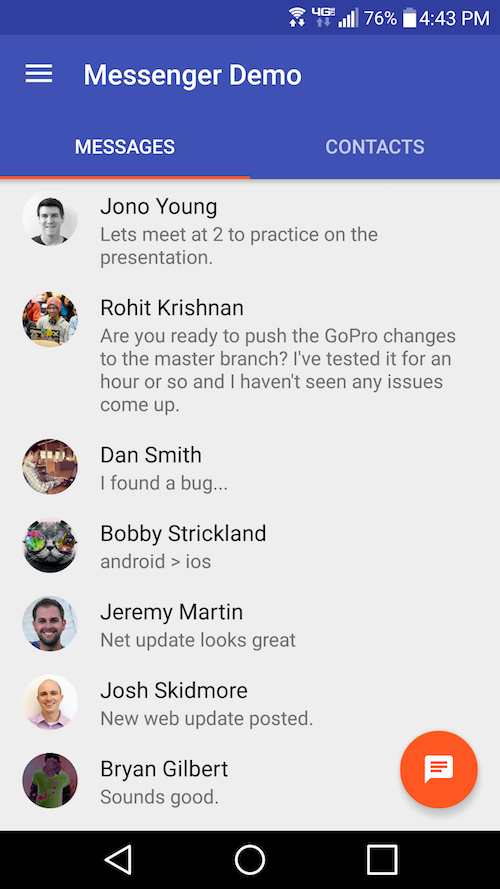 4G LTE 76% 4:43 PM
Messenger Demo
MESSAGES CONTACTS
Jono Young
Lets meet at 2 to practice on the
presentation.
Rohit Krishnan
Are you ready to push the GoPro changes
to the master branch? I've tested it for an
hour or so and I haven't seen any issues
come up.
Dan Smith
I found a bug...
Bobby Strickland
android > ios
Jeremy Martin
Net update looks great
Josh Skidmore
New web update posted.
Bryan Gilbert
Sounds good.